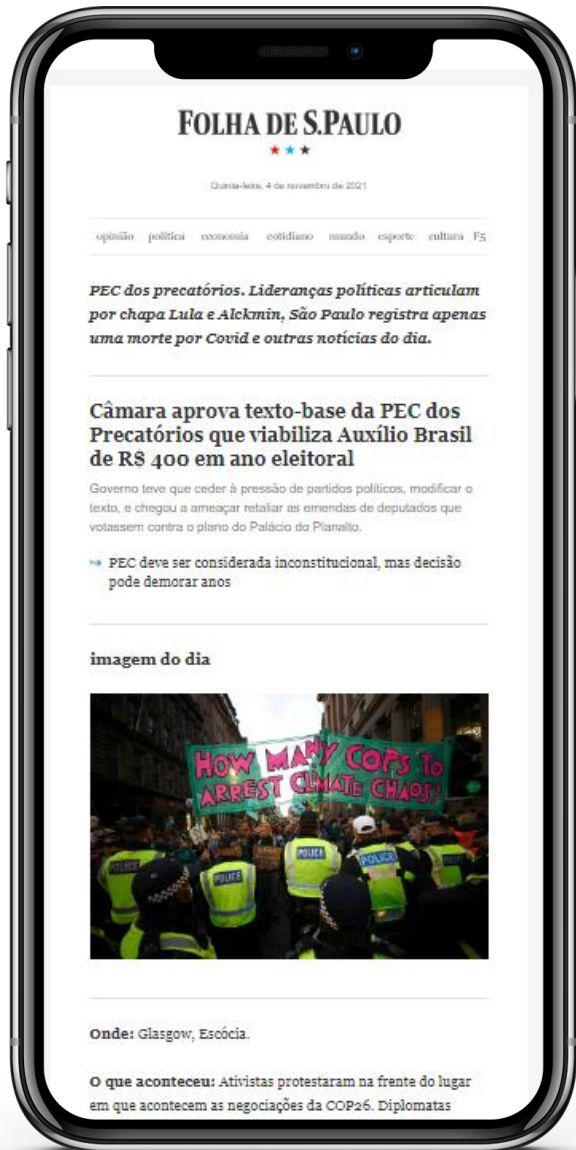 FOLHA DE S.PAULO
Quinta-feira, 4 de novembro de 2021
opinião política economia cotidiano mundo esporte cultura F5
PEC dos precatórios. Lideranças políticas articulam
por chapa Lula e Alckmin, São Paulo registra apenas
uma morte por Covid e outras notícias do dia.
Câmara aprova texto-base da PEC dos
Precatórios que viabiliza Auxílio Brasil
de R$ 400 em ano eleitoral
Governo teve que ceder à pressão de partidos políticos, modificar o
texto, e chegou a ameaçar retaliar as emendas de deputados que
votassem contra o plano do Palácio do Planalto.
PEC deve ser considerada inconstitucional, mas decisão
pode demorar anos
imagem do dia
HOW MANY COPS TO
ARREST CLIMATE CHAOS?
POLICE
POLICE
POLICE
POLICE
Onde: Glasgow, Escócia.
O que aconteceu: Ativistas protestaram na frente do lugar
em que acontecem as negociações da COP26. Diplomatas